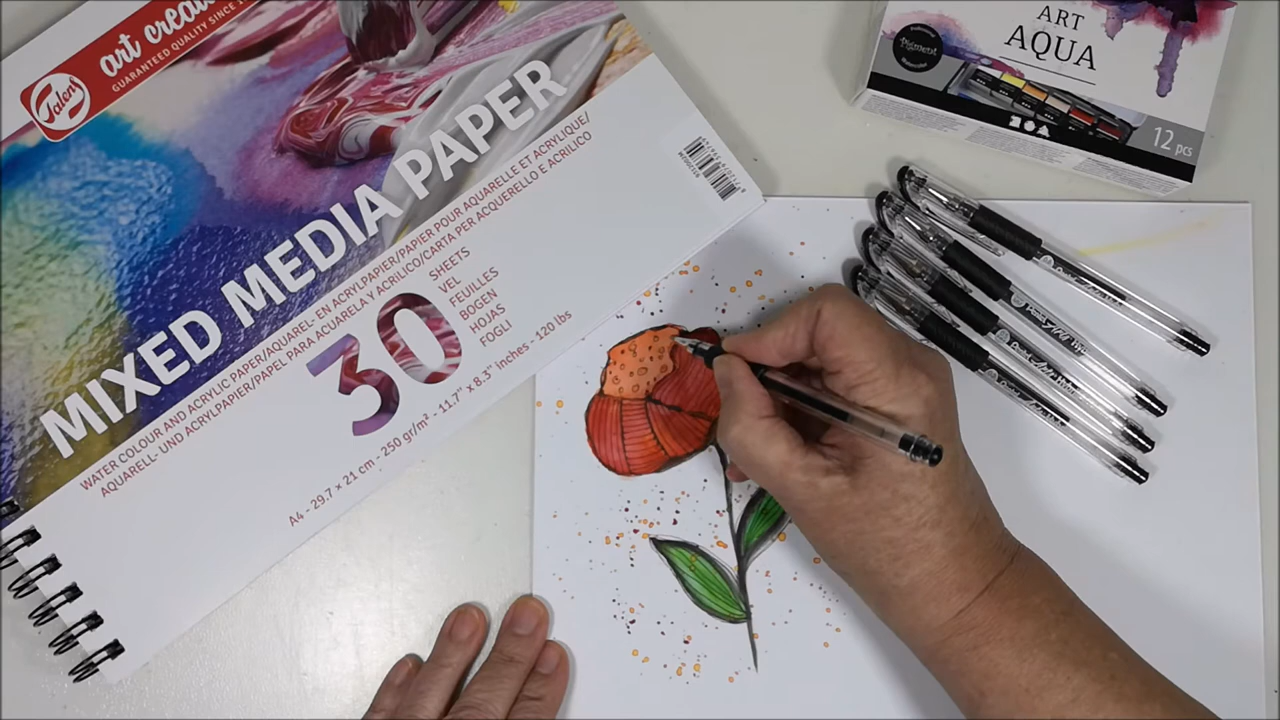 Talens
art creation
GUARANTEED QUALITY SINCE 1
MIXED MEDIA PAPER
WATER COLOUR AND ACRYLIC PAPER/AQUAREL- EN ACRYLPAPIER/PAPIER POUR AQUARELLE ET ACRYLIQUE/
AQUARELL- UND ACRYLPAPIER/PAPEL PARA ACUARELA Y ACRÍLICO/CARTA PER ACQUERELLO E ACRILICO
30
SHEETS
VEL
FEUILLES
BOGEN
HOJAS
FOGLI
A4 - 29.7 × 21 cm - 250 gr/m² - 11.7” x 8.3” inches - 120 lbs
ART
AQUA
Pigment
12 pcs